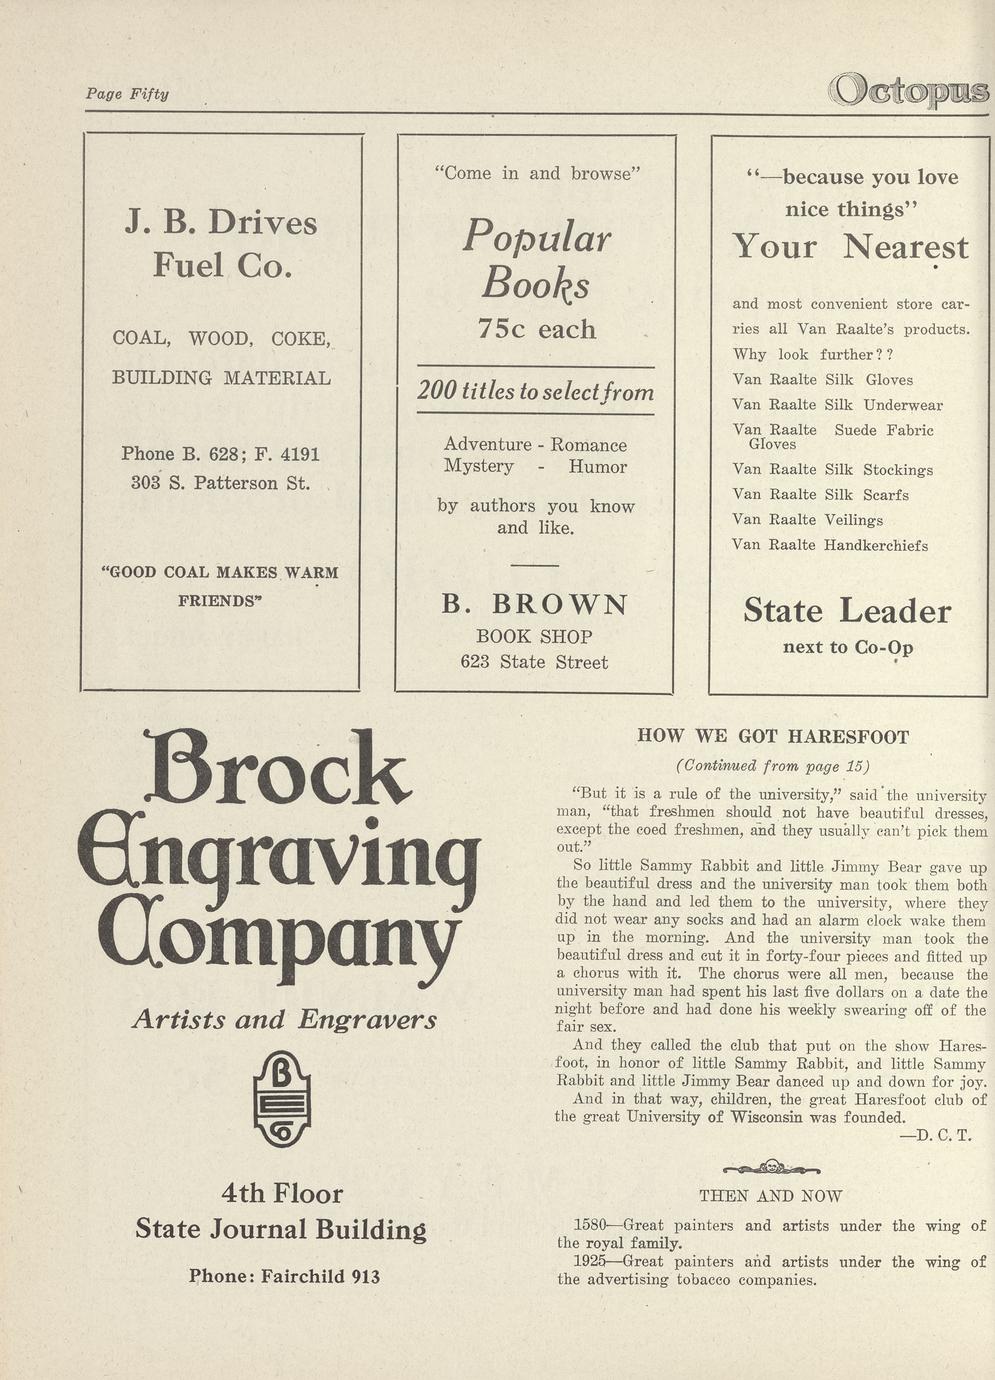 Page Fifty
Octopus
J. B. Drives
Fuel Co.
COAL, WOOD, COKE,
BUILDING MATERIAL
Phone B. 628; F. 4191
303 S. Patterson St.
“GOOD COAL MAKES WARM
FRIENDS”
“Come in and browse”
Popular
Books
75c each
200 titles to select from
Adventure - Romance
Mystery - Humor
by authors you know
and like.
B. BROWN
BOOK SHOP
623 State Street
“—because you love
nice things”
Your Nearest
and most convenient store car-
ries all Van Raalte's products.
Why look further??
Van Raalte Silk Gloves
Van Raalte Silk Underwear
Van Raalte Suede Fabric
Gloves
Van Raalte Silk Stockings
Van Raalte Silk Scarfs
Van Raalte Veilings
Van Raalte Handkerchiefs
State Leader
next to Co-Op
Brock
Engraving
Company
Artists and Engravers
B
E
Co
4th Floor
State Journal Building
Phone: Fairchild 913
HOW WE GOT HARESFOOT
(Continued from page 15)
“But it is a rule of the university,” said the university
man, “that freshmen should not have beautiful dresses,
except the coed freshmen, and they usually can't pick them
out.”
So little Sammy Rabbit and little Jimmy Bear gave up
the beautiful dress and the university man took them both
by the hand and led them to the university, where they
did not wear any socks and had an alarm clock wake them
up in the morning. And the university man took the
beautiful dress and cut it in forty-four pieces and fitted up
a chorus with it. The chorus were all men, because the
university man had spent his last five dollars on a date the
night before and had done his weekly swearing off of the
fair sex.
And they called the club that put on the show Hares-
foot, in honor of little Sammy Rabbit, and little Sammy
Rabbit and little Jimmy Bear danced up and down for joy.
And in that way, children, the great Haresfoot club of
the great University of Wisconsin was founded.
—D. C. T.
THEN AND NOW
1580—Great painters and artists under the wing of
the royal family.
1925—Great painters and artists under the wing of
the advertising tobacco companies.